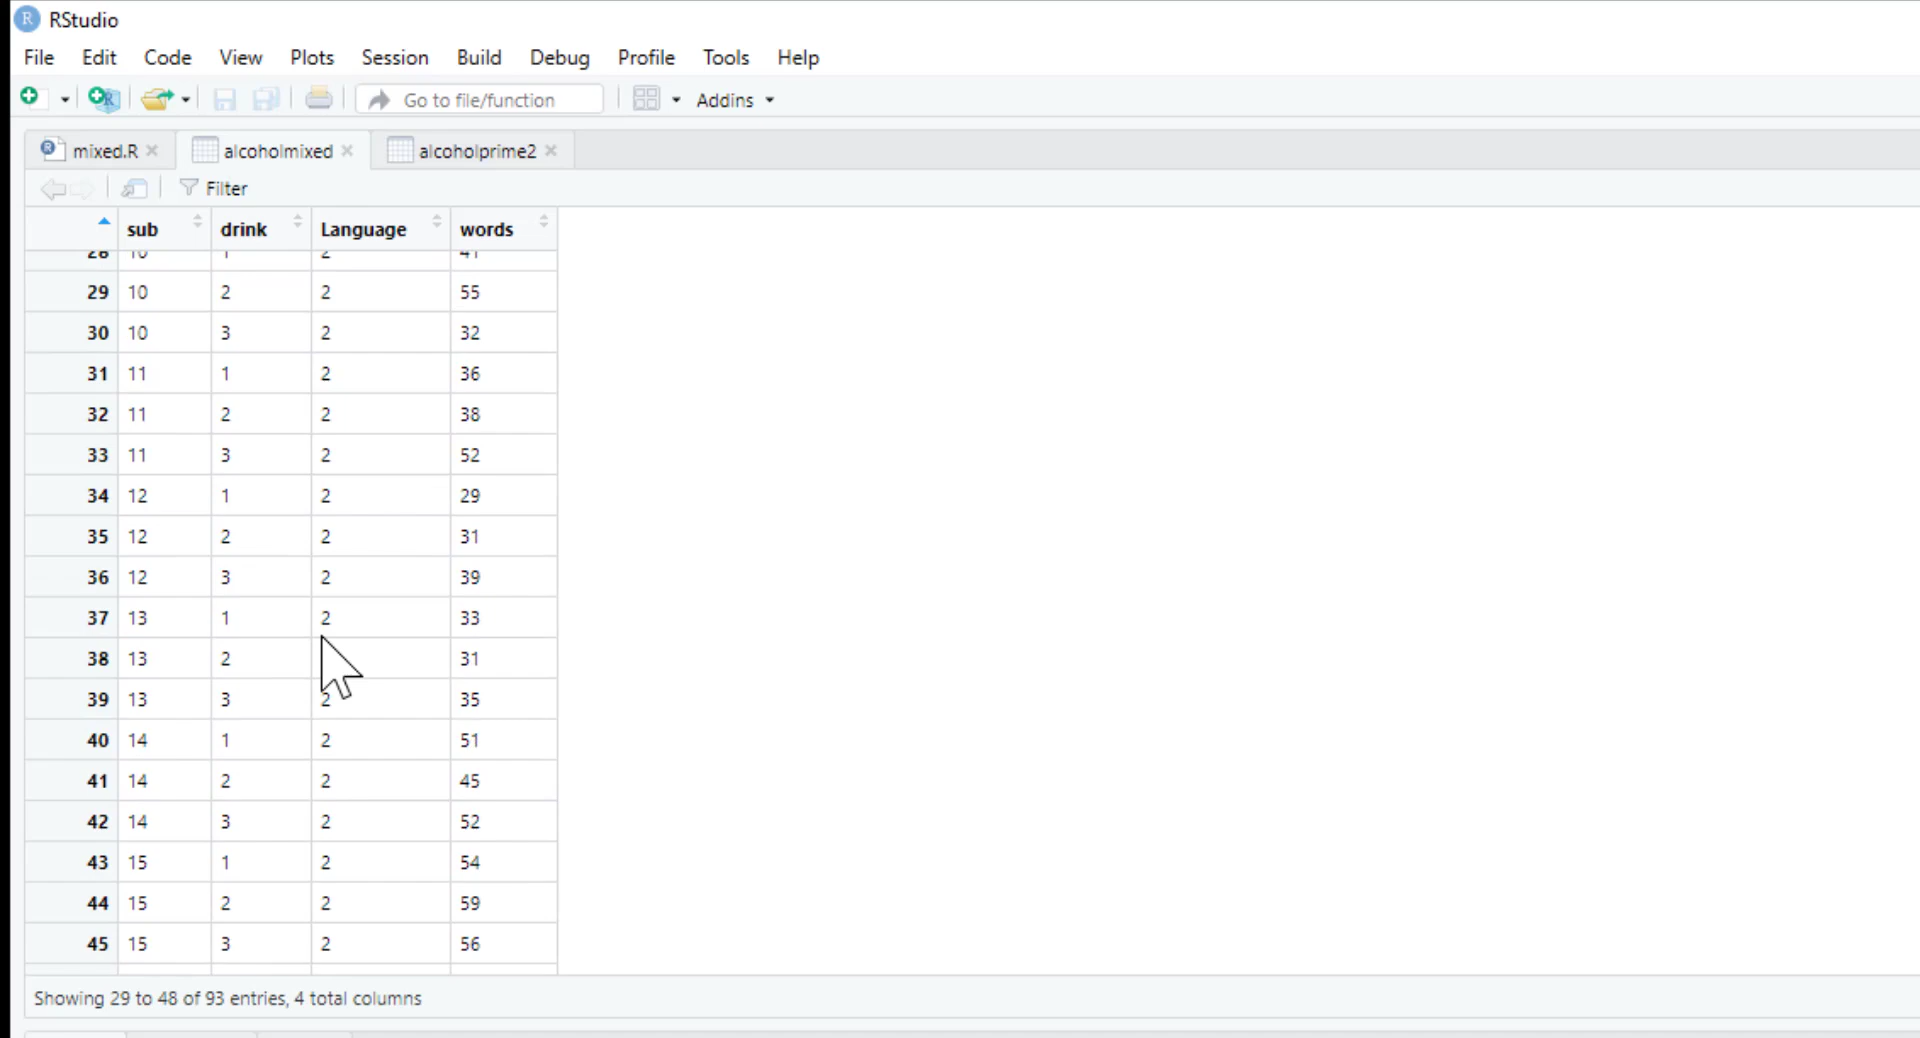 RStudio
File Edit Code View Plots Session Build Debug Profile Tools Help
Go to file/function Addins
mixed.R alcoholmixed alcoholprime2
Filter
sub drink Language words
28 10 1 2 41
29 10 2 2 55
30 10 3 2 32
31 11 1 2 36
32 11 2 2 38
33 11 3 2 52
34 12 1 2 29
35 12 2 2 31
36 12 3 2 39
37 13 1 2 33
38 13 2 31
39 13 3 2 35
40 14 1 2 51
41 14 2 2 45
42 14 3 2 52
43 15 1 2 54
44 15 2 2 59
45 15 3 2 56
Showing 29 to 48 of 93 entries, 4 total columns